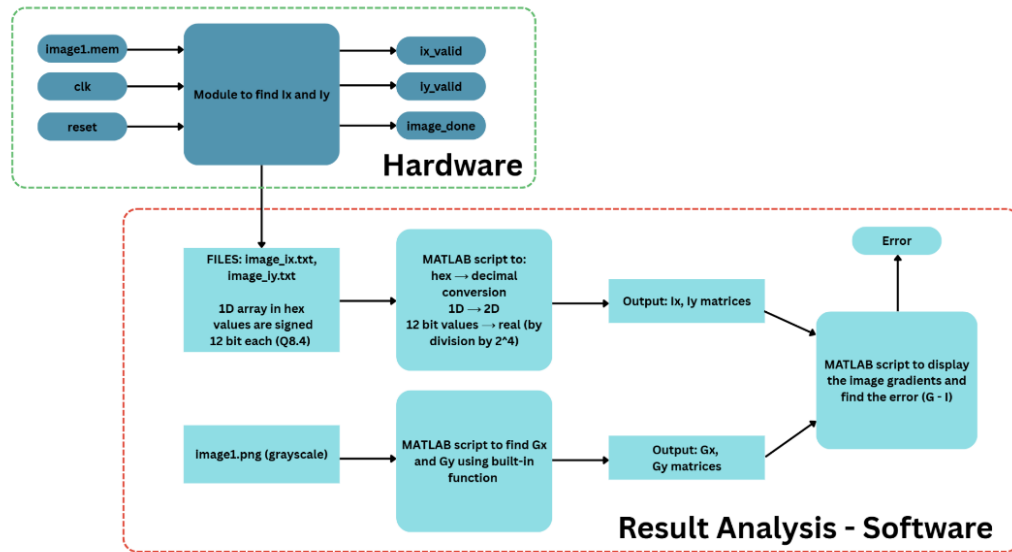 image1.mem
clk
reset
Module to find Ix and Iy
ix_valid
iy_valid
image_done
Hardware
FILES: image_ix.txt,
image_iy.txt
1D array in hex
values are signed
12 bit each (Q8.4)
MATLAB script to:
hex → decimal
conversion
1D → 2D
12 bit values → real (by
division by 2^4)
Output: Ix, Iy matrices
Error
MATLAB script to display
the image gradients and
find the error (G - I)
image1.png (grayscale)
MATLAB script to find Gx
and Gy using built-in
function
Output: Gx,
Gy matrices
Result Analysis - Software